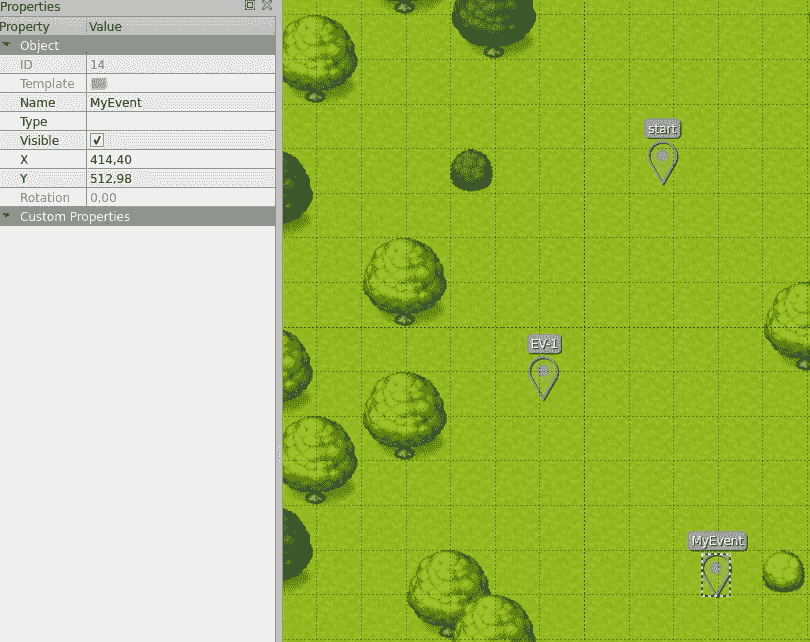 Properties
Property Value
Object
ID 14
Template
Name MyEvent
Type
Visible
X 414,40
Y 512,98
Rotation 0,00
Custom Properties
start
EV-1
MyEvent